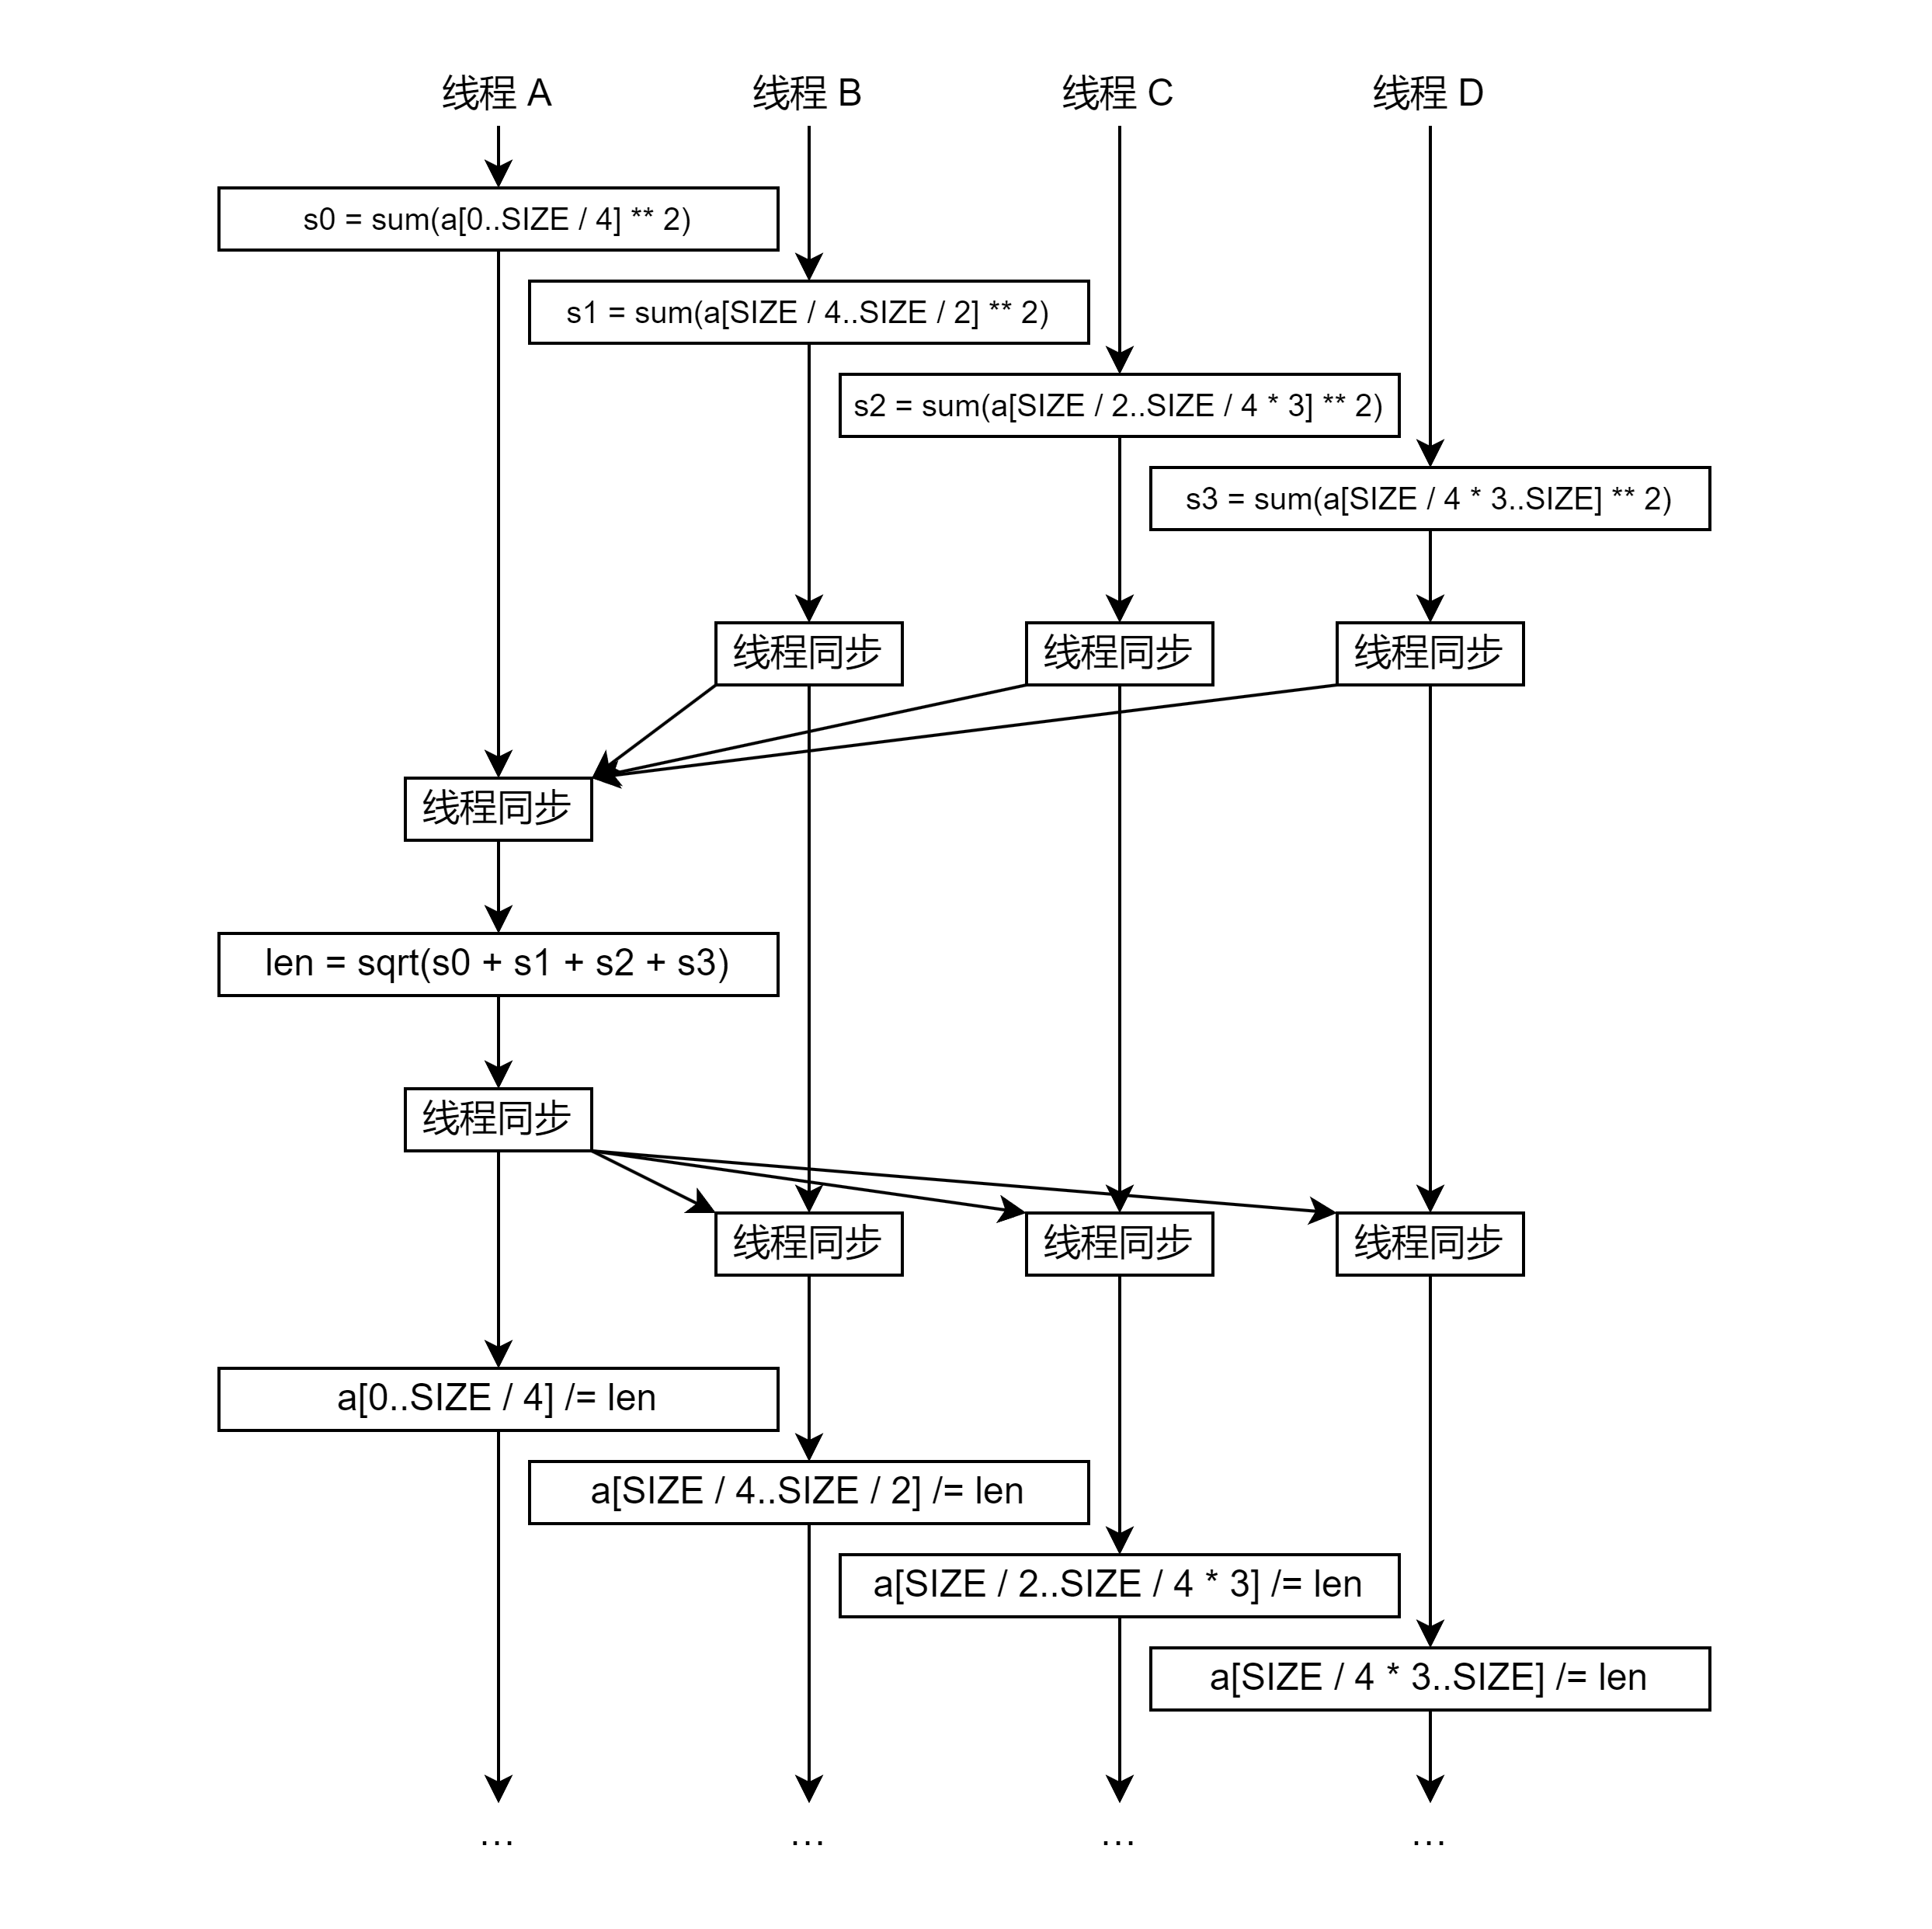 线程 A
线程 B
线程 C
线程 D
s0 = sum(a[0..SIZE / 4] ** 2)
s1 = sum(a[SIZE / 4..SIZE / 2] ** 2)
s2 = sum(a[SIZE / 2..SIZE / 4 * 3] ** 2)
s3 = sum(a[SIZE / 4 * 3..SIZE] ** 2)
线程同步
线程同步
线程同步
线程同步
len = sqrt(s0 + s1 + s2 + s3)
线程同步
线程同步
线程同步
线程同步
a[0..SIZE / 4] /= len
a[SIZE / 4..SIZE / 2] /= len
a[SIZE / 2..SIZE / 4 * 3] /= len
a[SIZE / 4 * 3..SIZE] /= len
...
...
...
...